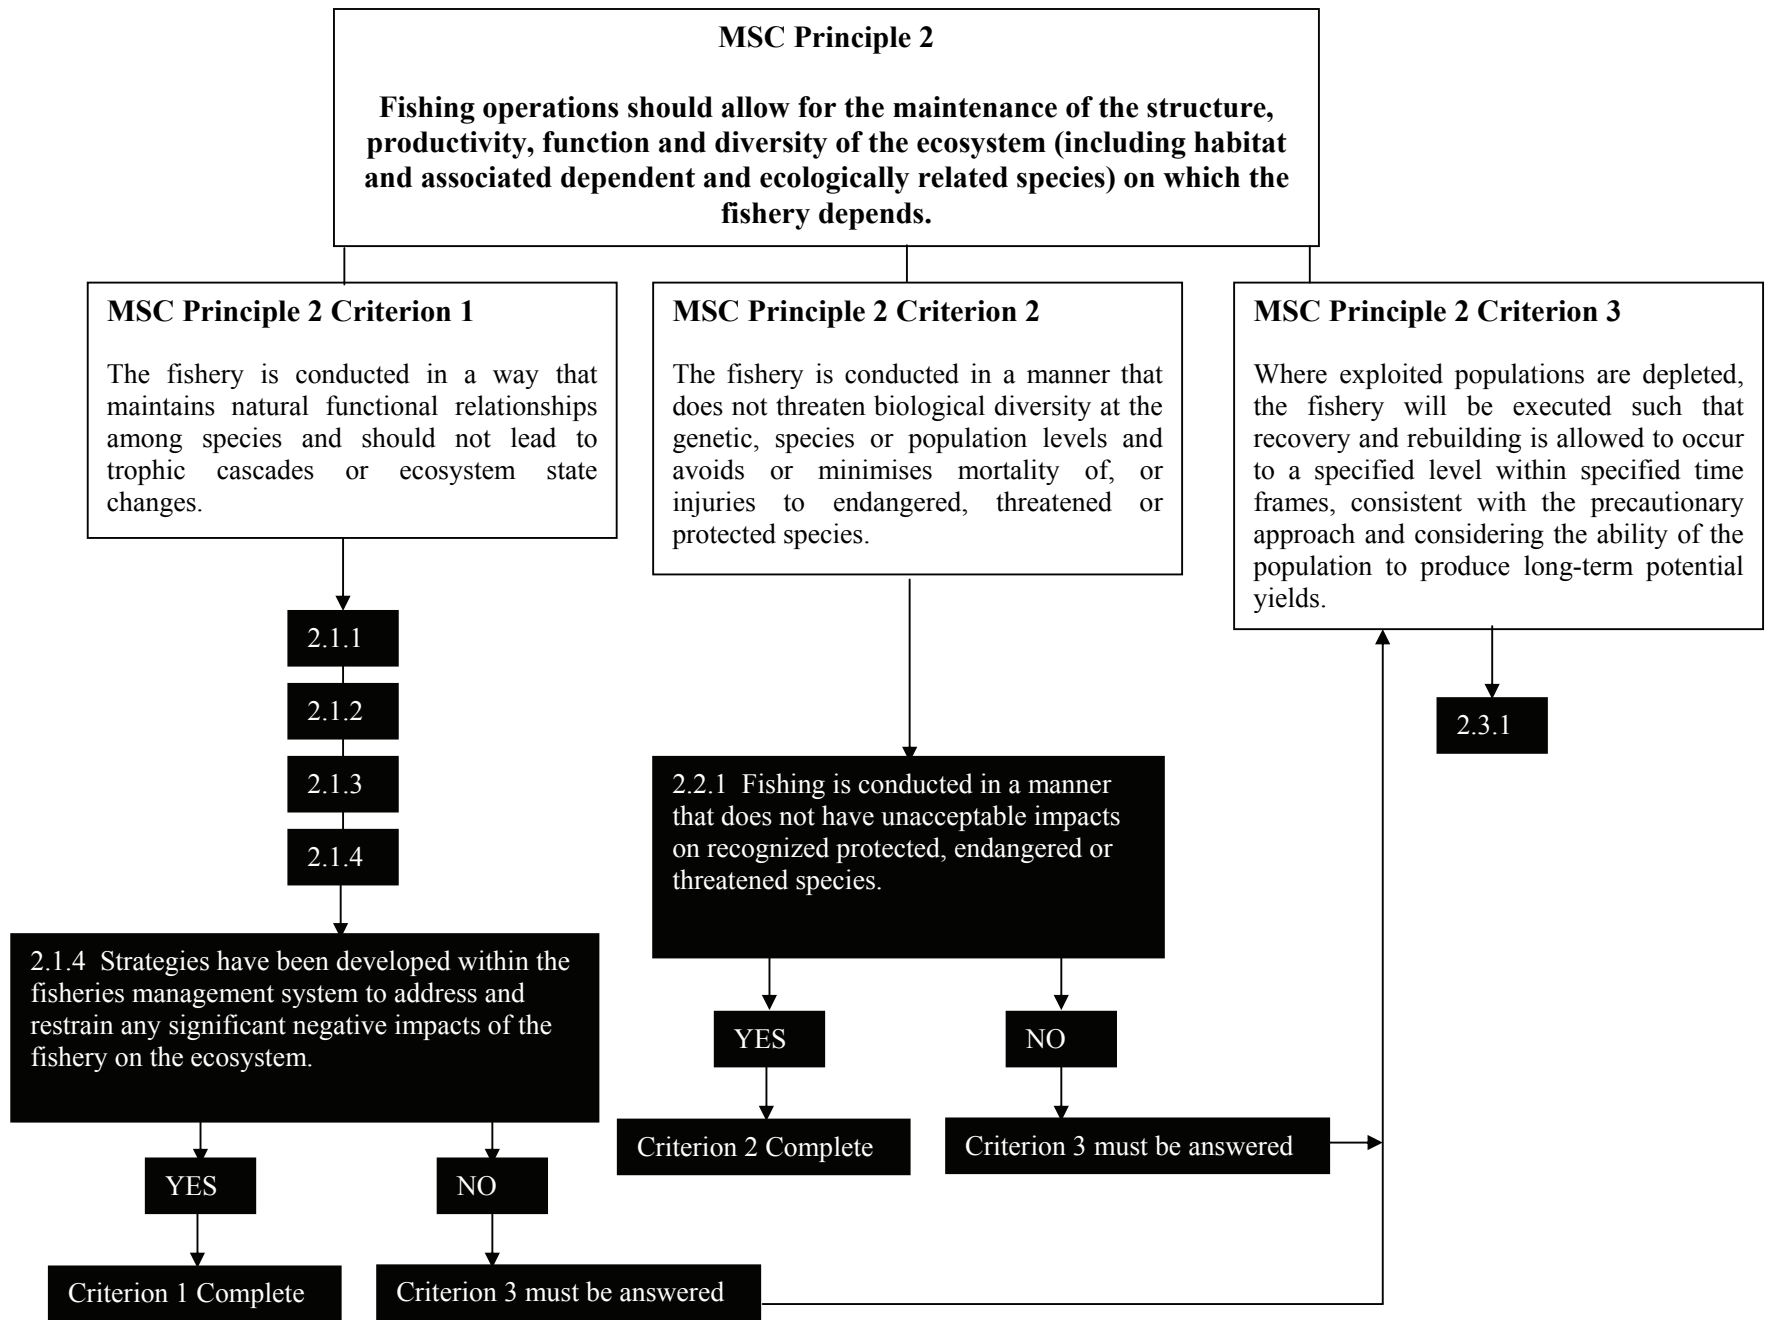 MSC Principle 2
Fishing operations should allow for the maintenance of the structure,
productivity, function and diversity of the ecosystem (including habitat
and associated dependent and ecologically related species) on which the
fishery depends.
MSC Principle 2 Criterion 1
The fishery is conducted in a way that
maintains natural functional relationships
among species and should not lead to
trophic cascades or ecosystem state
changes.
MSC Principle 2 Criterion 2
The fishery is conducted in a manner that
does not threaten biological diversity at the
genetic, species or population levels and
avoids or minimises mortality of, or
injuries to endangered, threatened or
protected species.
MSC Principle 2 Criterion 3
Where exploited populations are depleted,
the fishery will be executed such that
recovery and rebuilding is allowed to occur
to a specified level within specified time
frames, consistent with the precautionary
approach and considering the ability of the
population to produce long-term potential
yields.
2.1.1
2.1.2
2.1.3
2.1.4
2.1.4 Strategies have been developed within the
fisheries management system to address and
restrain any significant negative impacts of the
fishery on the ecosystem.
YES
NO
Criterion 1 Complete
Criterion 3 must be answered
2.2.1 Fishing is conducted in a manner
that does not have unacceptable impacts
on recognized protected, endangered or
threatened species.
YES
NO
Criterion 2 Complete
Criterion 3 must be answered
2.3.1